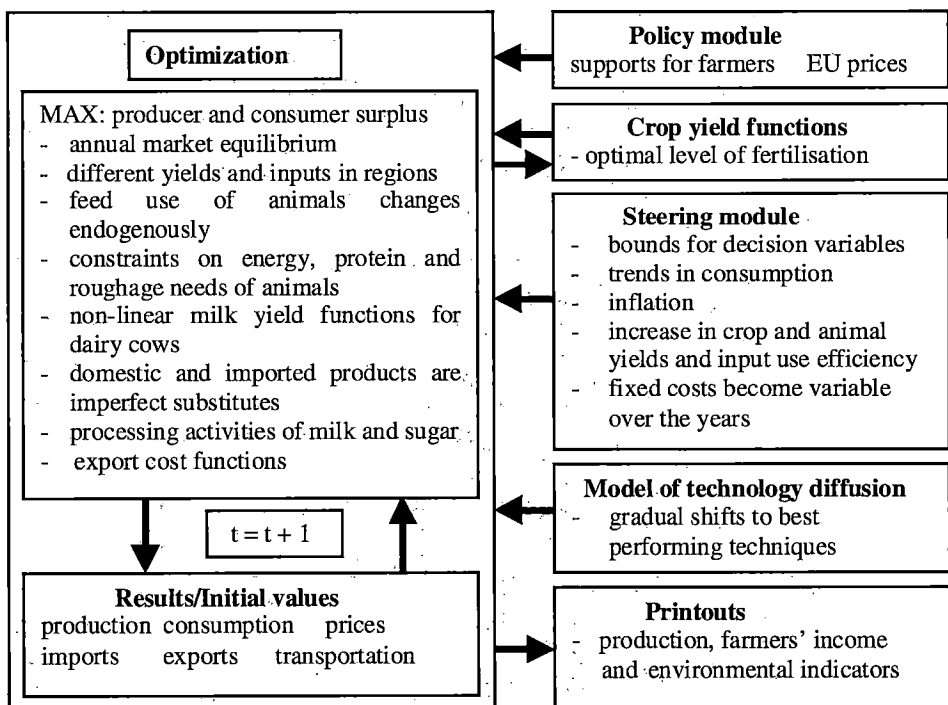 Optimization
MAX: producer and consumer surplus
- annual market equilibrium
- different yields and inputs in regions
- feed use of animals changes
endogenously
- constraints on energy, protein and
roughage needs of animals
- non-linear milk yield functions for
dairy cows
- domestic and imported products are
imperfect substitutes
- processing activities of milk and sugar
- export cost functions
t = t + 1
Results/Initial values
production consumption prices
imports exports transportation
Policy module
supports for farmers EU prices
Crop yield functions
- optimal level of fertilisation
Steering module
- bounds for decision variables
- trends in consumption
- inflation
- increase in crop and animal
yields and input use efficiency
- fixed costs become variable
over the years
Model of technology diffusion
- gradual shifts to best
performing techniques
Printouts
- production, farmers' income
and environmental indicators